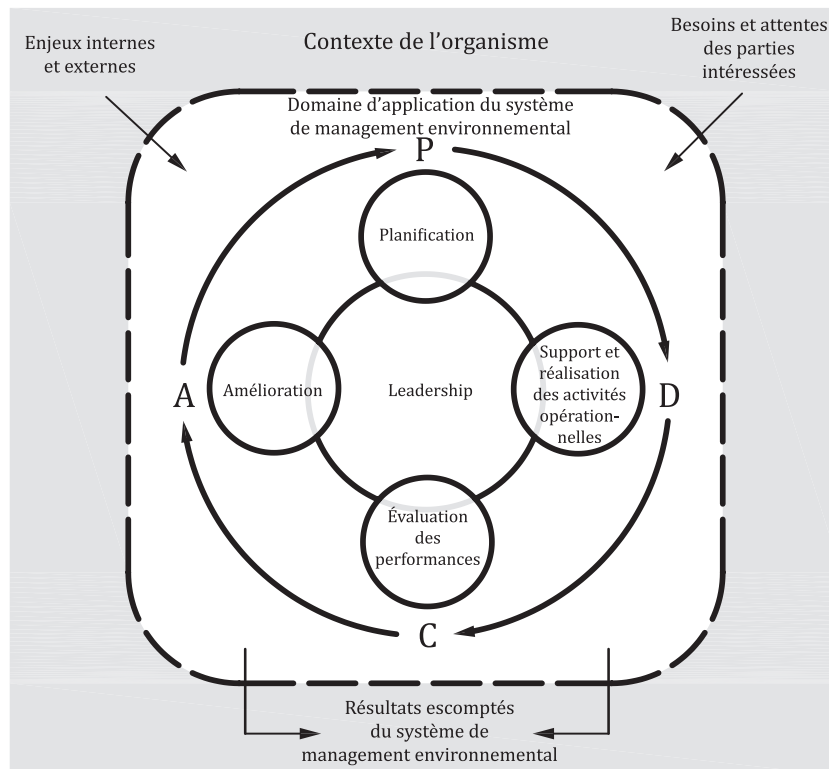 Enjeux internes
et externes
Contexte de l'organisme
Besoins et attentes
des parties
intéressées
Domaine d'application du système
de management environnemental
P
Planification
Amélioration
A
Leadership
Support et
réalisation
des activités
opération-
nelles
D
Évaluation
des
performances
C
Résultats escomptés
du système de
management environnemental